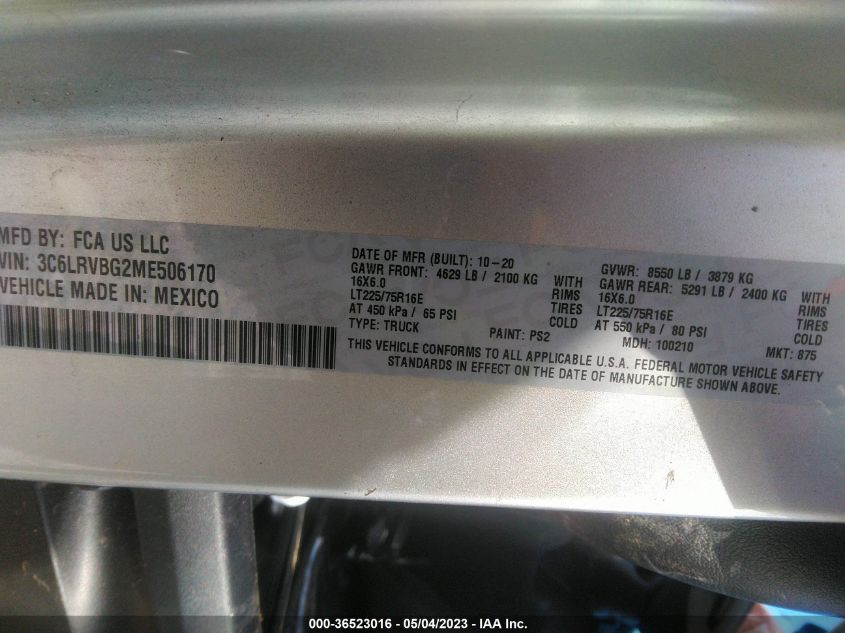 MFD BY: FCA US LLC
VIN: 3C6LRVBG2ME506170
VEHICLE MADE IN: MEXICO
DATE OF MFR (BUILT): 10-20
GAWR FRONT: 4629 LB / 2100 KG WITH
16X6.0 RIMS
LT225/75R16E TIRES
AT 450 kPa / 65 PSI COLD
TYPE: TRUCK PAINT: PS2
GVWR: 8550 LB / 3879 KG
GAWR REAR: 5291 LB / 2400 KG WITH
16X6.0 RIMS
LT225/75R16E TIRES
AT 550 kPa / 80 PSI COLD
MDH: 100210 MKT: 875
THIS VEHICLE CONFORMS TO ALL APPLICABLE U.S.A. FEDERAL MOTOR VEHICLE SAFETY
STANDARDS IN EFFECT ON THE DATE OF MANUFACTURE SHOWN ABOVE.
000-36523016 - 05/04/2023 - IAA Inc.